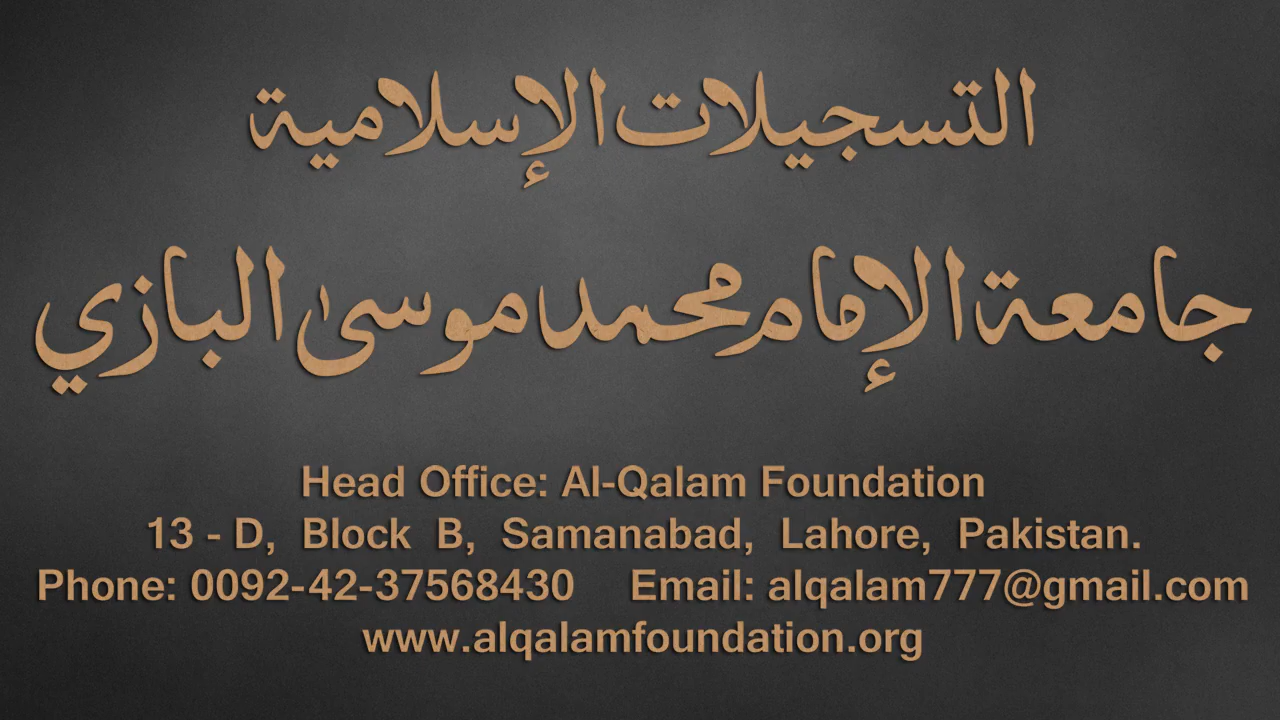 التسجيلات الإسلامية
جامعة الإمام محمد موسىٰ البازي
Head Office: Al-Qalam Foundation
13 - D, Block B, Samanabad, Lahore, Pakistan.
Phone: 0092-42-37568430 Email: alqalam777@gmail.com
www.alqalamfoundation.org